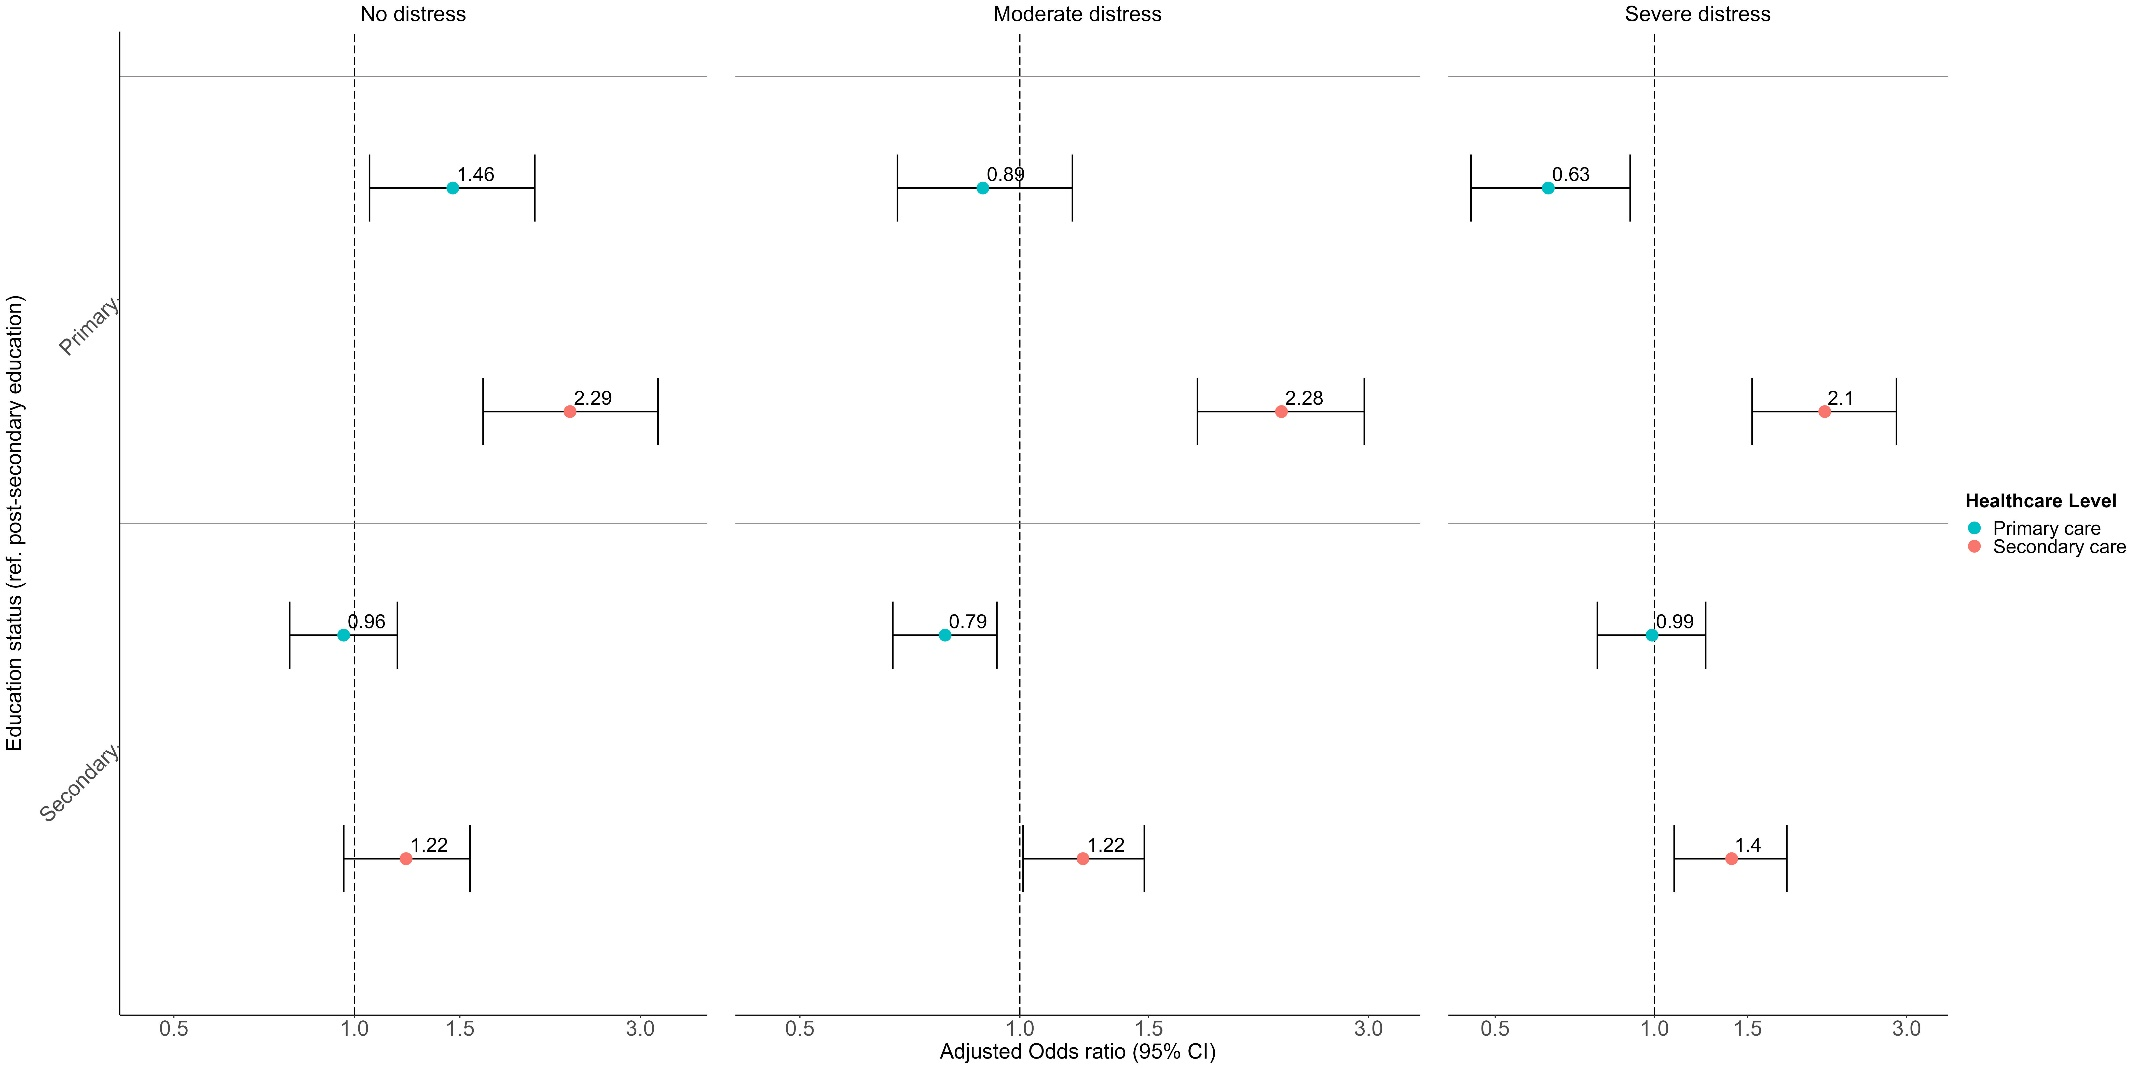 No distress
Moderate distress
Severe distress
Education status (ref. post-secondary education)
Primary
1.46
0.89
0.63
2.29
2.28
2.1
Secondary
0.96
0.79
0.99
1.22
1.22
1.4
Healthcare Level
Primary care
Secondary care
0.5 1.0 1.5 3.0
0.5 1.0 1.5 3.0
0.5 1.0 1.5 3.0
Adjusted Odds ratio (95% CI)